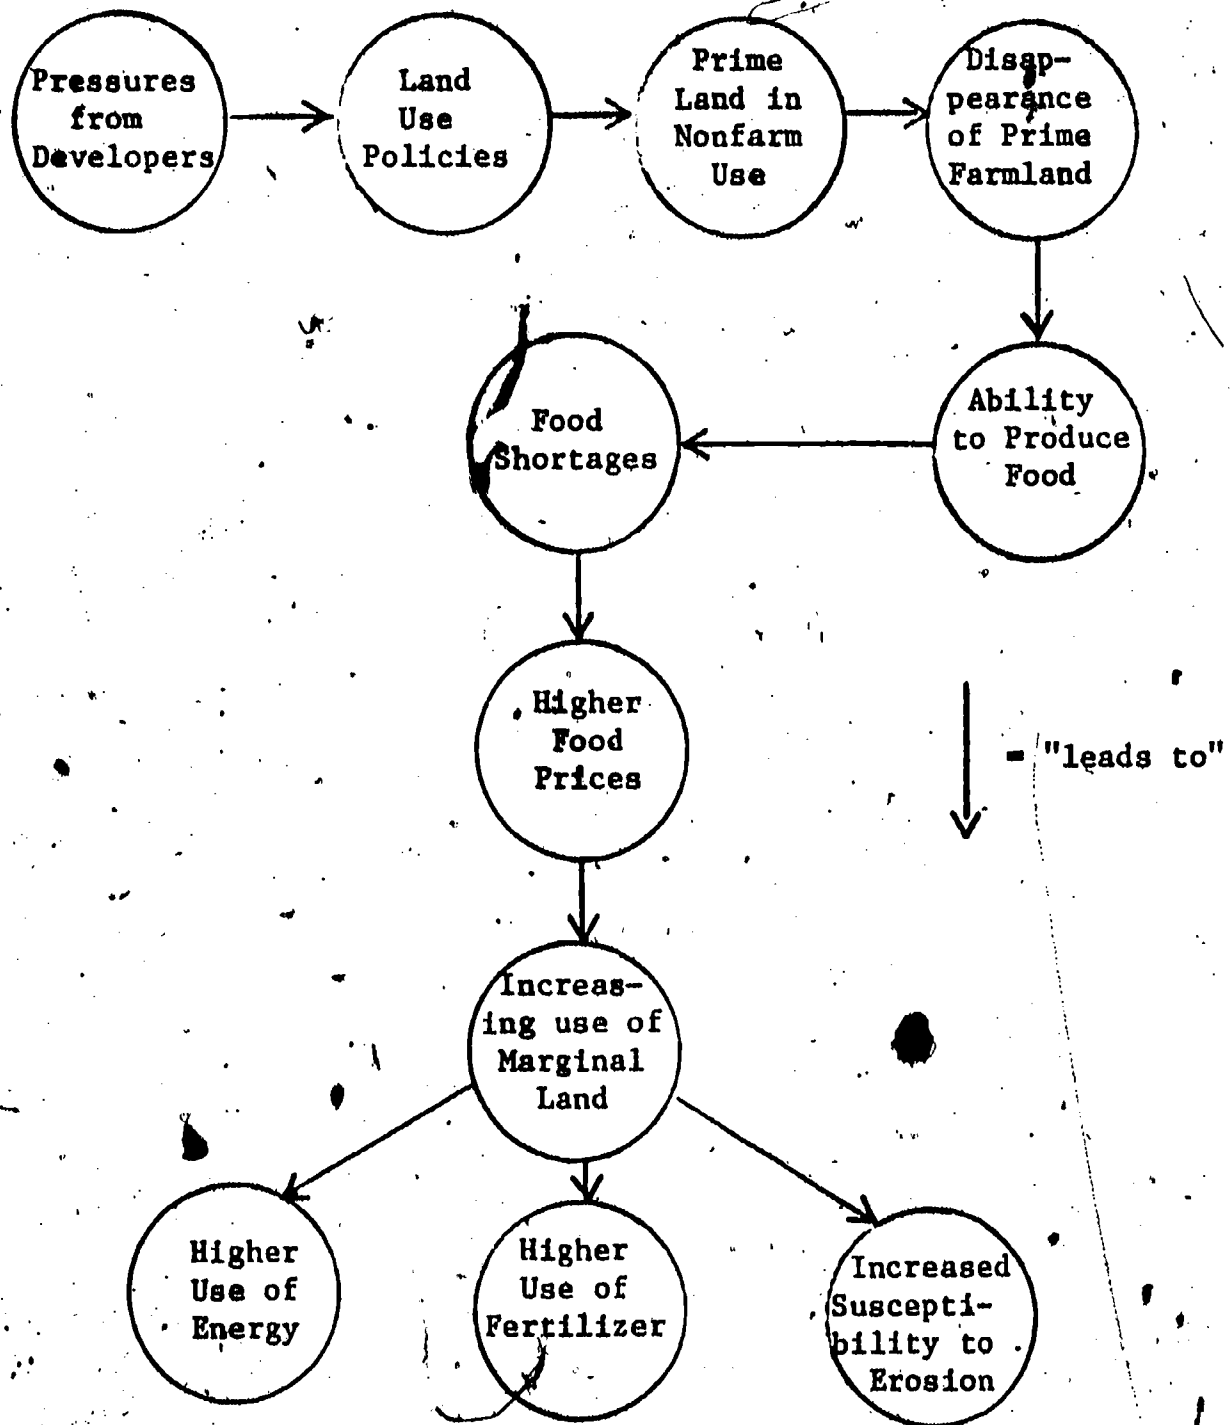 Pressures
from
Developers
Land
Use
Policies
Prime
Land in
Nonfarm
Use
Disap-
pearance
of Prime
Farmland
Ability
to Produce
Food
Food
Shortages
Higher
Food
Prices
= "leads to"
Increas-
ing use of
Marginal
Land
Higher
Use of
Energy
Higher
Use of
Fertilizer
Increased
Suscepti-
bility to
Erosion